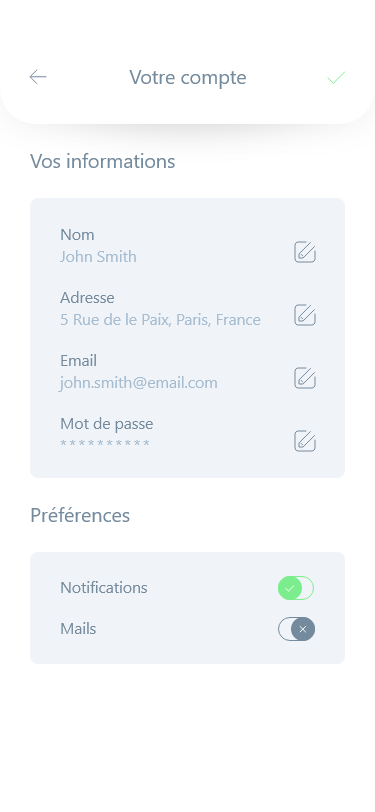 Votre compte
Vos informations
Nom
John Smith
Adresse
5 Rue de le Paix, Paris, France
Email
john.smith@email.com
Mot de passe
**********
Préférences
Notifications
Mails